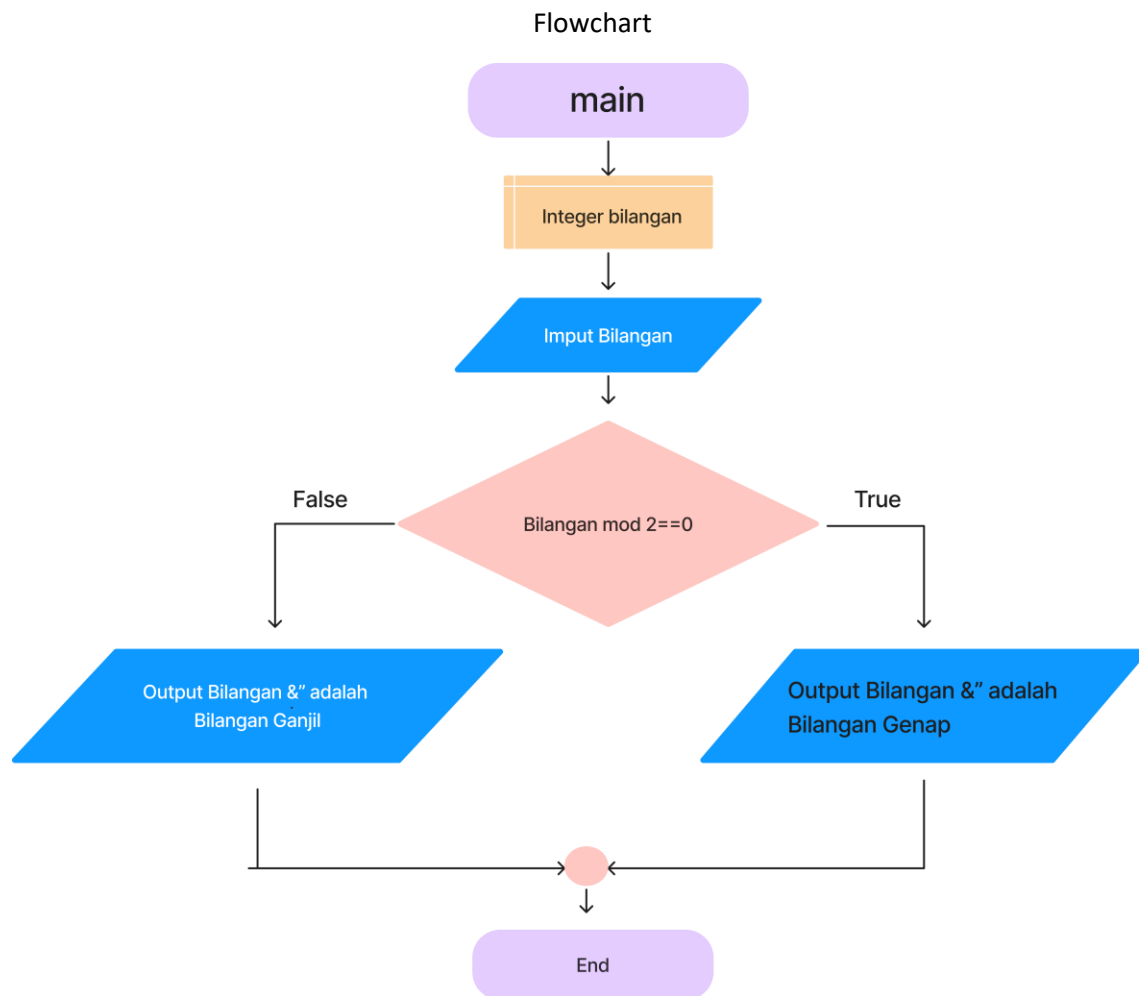 Flowchart
main
Integer bilangan
Imput Bilangan
False
True
Bilangan mod 2==0
Output Bilangan &” adalah
Bilangan Ganjil
Output Bilangan &” adalah
Bilangan Genap
End